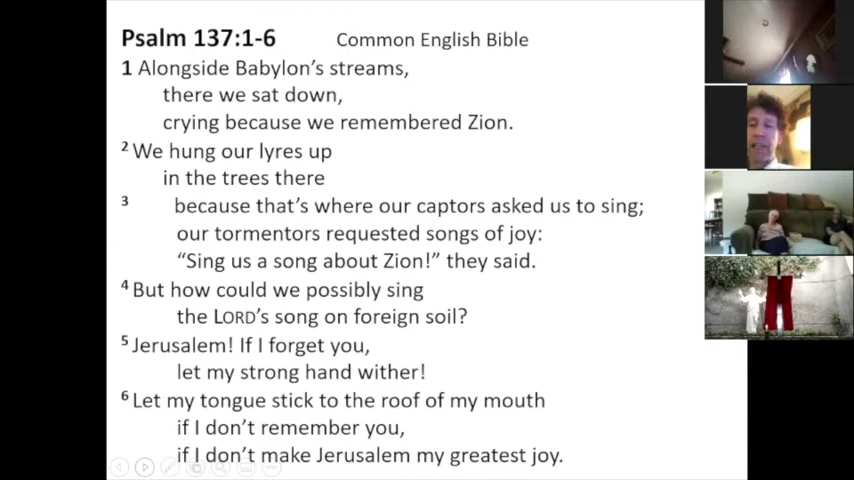 Psalm 137:1-6 Common English Bible
1 Alongside Babylon’s streams,
there we sat down,
crying because we remembered Zion.
2 We hung our lyres up
in the trees there
3 because that’s where our captors asked us to sing;
our tormentors requested songs of joy:
“Sing us a song about Zion!” they said.
4 But how could we possibly sing
the LORD’s song on foreign soil?
5 Jerusalem! If I forget you,
let my strong hand wither!
6 Let my tongue stick to the roof of my mouth
if I don’t remember you,
if I don’t make Jerusalem my greatest joy.